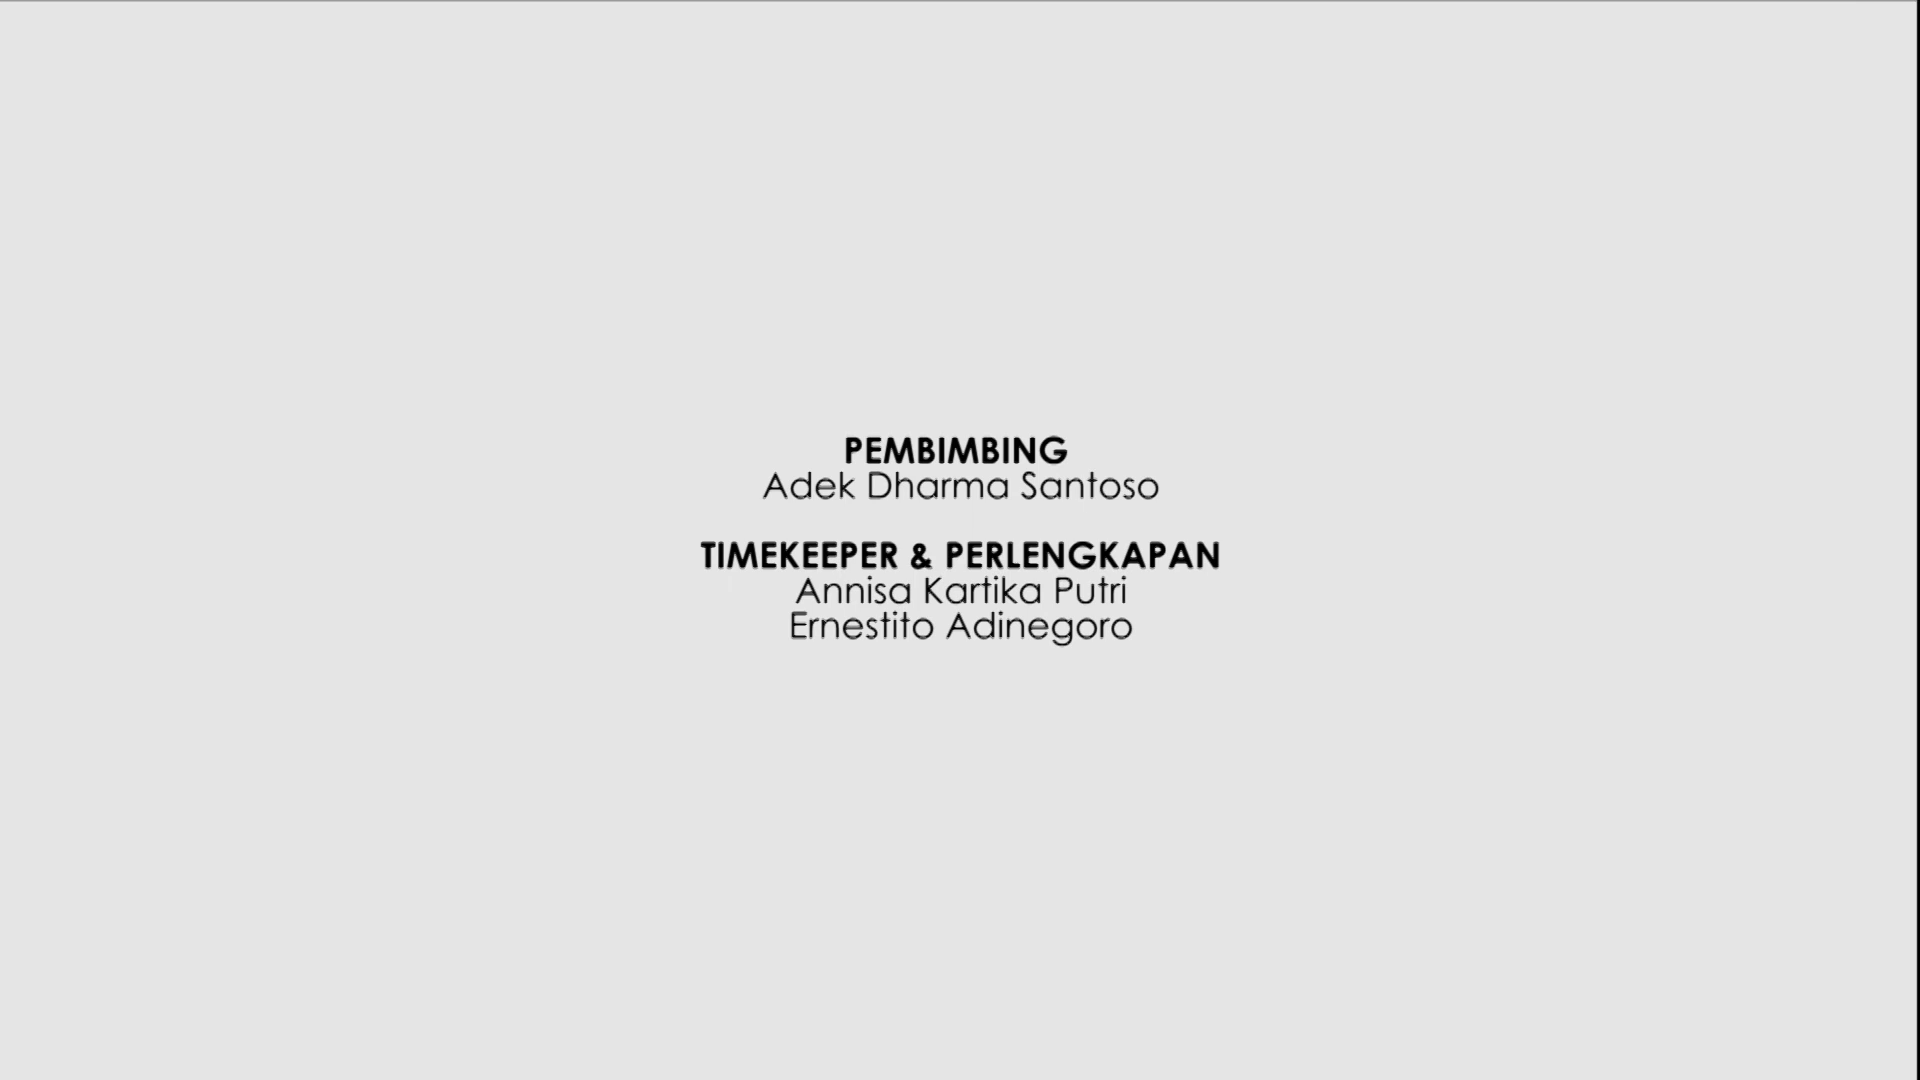 PEMBIMBING
Adek Dharma Santoso
TIMEKEEPER & PERLENGKAPAN
Annisa Kartika Putri
Ernestito Adinegoro